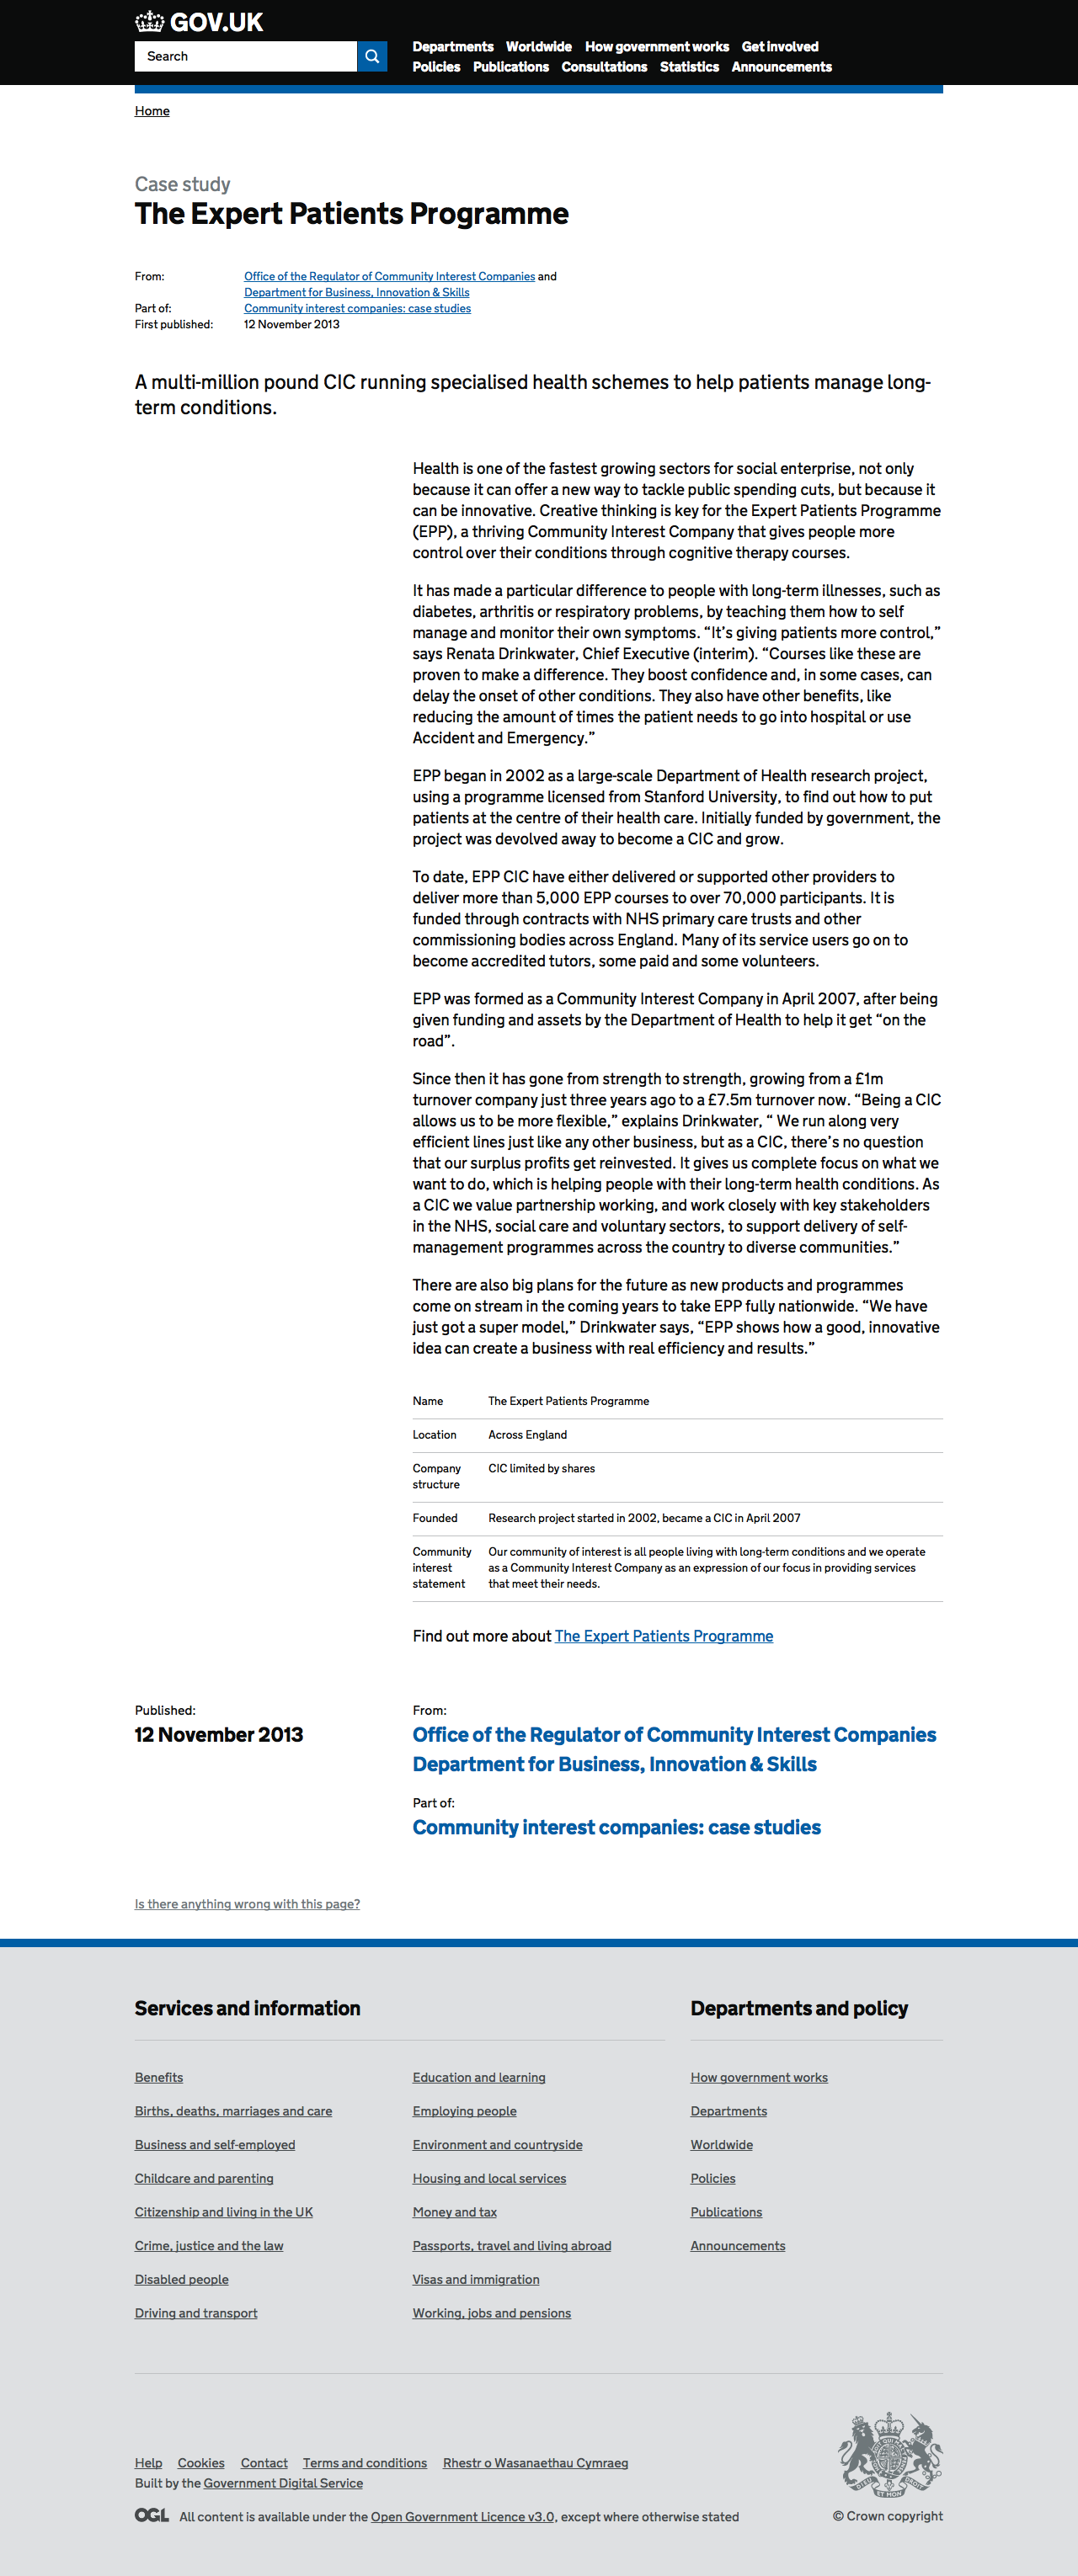 GOV.UK
Search
Departments Worldwide How government works Get involved
Policies Publications Consultations Statistics Announcements
Home
Case study
The Expert Patients Programme
From: Office of the Regulator of Community Interest Companies and
Department for Business, Innovation & Skills
Part of: Community interest companies: case studies
First published: 12 November 2013
A multi-million pound CIC running specialised health schemes to help patients manage long-
term conditions.
Health is one of the fastest growing sectors for social enterprise, not only
because it can offer a new way to tackle public spending cuts, but because it
can be innovative. Creative thinking is key for the Expert Patients Programme
(EPP), a thriving Community Interest Company that gives people more
control over their conditions through cognitive therapy courses.
It has made a particular difference to people with long-term illnesses, such as
diabetes, arthritis or respiratory problems, by teaching them how to self
manage and monitor their own symptoms. “It’s giving patients more control,”
says Renata Drinkwater, Chief Executive (interim). “Courses like these are
proven to make a difference. They boost confidence and, in some cases, can
delay the onset of other conditions. They also have other benefits, like
reducing the amount of times the patient needs to go into hospital or use
Accident and Emergency.”
EPP began in 2002 as a large-scale Department of Health research project,
using a programme licensed from Stanford University, to find out how to put
patients at the centre of their health care. Initially funded by government, the
project was devolved away to become a CIC and grow.
To date, EPP CIC have either delivered or supported other providers to
deliver more than 5,000 EPP courses to over 70,000 participants. It is
funded through contracts with NHS primary care trusts and other
commissioning bodies across England. Many of its service users go on to
become accredited tutors, some paid and some volunteers.
EPP was formed as a Community Interest Company in April 2007, after being
given funding and assets by the Department of Health to help it get “on the
road”.
Since then it has gone from strength to strength, growing from a £1m
turnover company just three years ago to a £7.5m turnover now. “Being a CIC
allows us to be more flexible,” explains Drinkwater, “ We run along very
efficient lines just like any other business, but as a CIC, there’s no question
that our surplus profits get reinvested. It gives us complete focus on what we
want to do, which is helping people with their long-term health conditions. As
a CIC we value partnership working, and work closely with key stakeholders
in the NHS, social care and voluntary sectors, to support delivery of self-
management programmes across the country to diverse communities.”
There are also big plans for the future as new products and programmes
come on stream in the coming years to take EPP fully nationwide. “We have
just got a super model,” Drinkwater says, “EPP shows how a good, innovative
idea can create a business with real efficiency and results.”
Name The Expert Patients Programme
Location Across England
Company CIC limited by shares
structure
Founded Research project started in 2002, became a CIC in April 2007
Community Our community of interest is all people living with long-term conditions and we operate
interest as a Community Interest Company as an expression of our focus in providing services
statement that meet their needs.
Find out more about The Expert Patients Programme
Published: From:
12 November 2013 Office of the Regulator of Community Interest Companies
Department for Business, Innovation & Skills
Part of:
Community interest companies: case studies
Is there anything wrong with this page?
Services and information Departments and policy
Benefits Education and learning How government works
Births, deaths, marriages and care Employing people Departments
Business and self-employed Environment and countryside Worldwide
Childcare and parenting Housing and local services Policies
Citizenship and living in the UK Money and tax Publications
Crime, justice and the law Passports, travel and living abroad Announcements
Disabled people Visas and immigration
Driving and transport Working, jobs and pensions
Help Cookies Contact Terms and conditions Rhestr o Wasanaethau Cymraeg
Built by the Government Digital Service
OGL All content is available under the Open Government Licence v3.0, except where otherwise stated
© Crown copyright